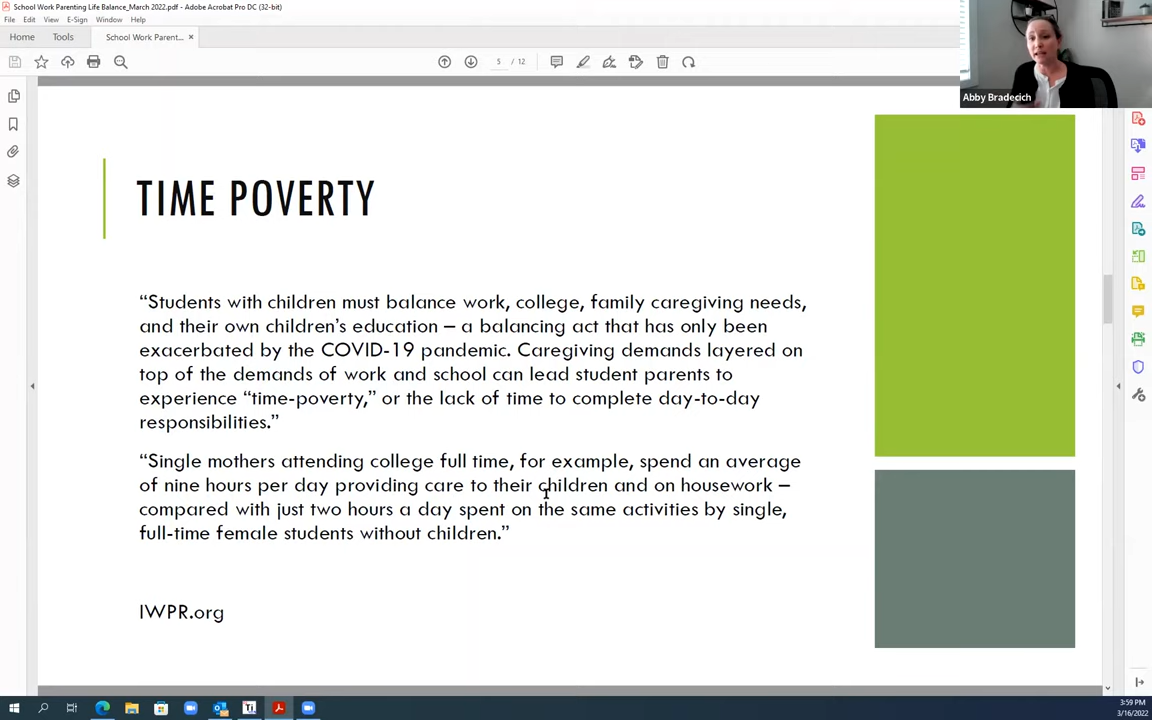 School Work Parenting Life Balance_March 2022.pdf - Adobe Acrobat Pro DC (32-bit)
File Edit View E-Sign Window Help
Home Tools School Work Parent... ×
5 / 12
Abby Bradecich
TIME POVERTY
“Students with children must balance work, college, family caregiving needs,
and their own children’s education – a balancing act that has only been
exacerbated by the COVID-19 pandemic. Caregiving demands layered on
top of the demands of work and school can lead student parents to
experience “time-poverty,” or the lack of time to complete day-to-day
responsibilities.”
“Single mothers attending college full time, for example, spend an average
of nine hours per day providing care to their children and on housework –
compared with just two hours a day spent on the same activities by single,
full-time female students without children.”
IWPR.org
Ti
3:59 PM
3/16/2022